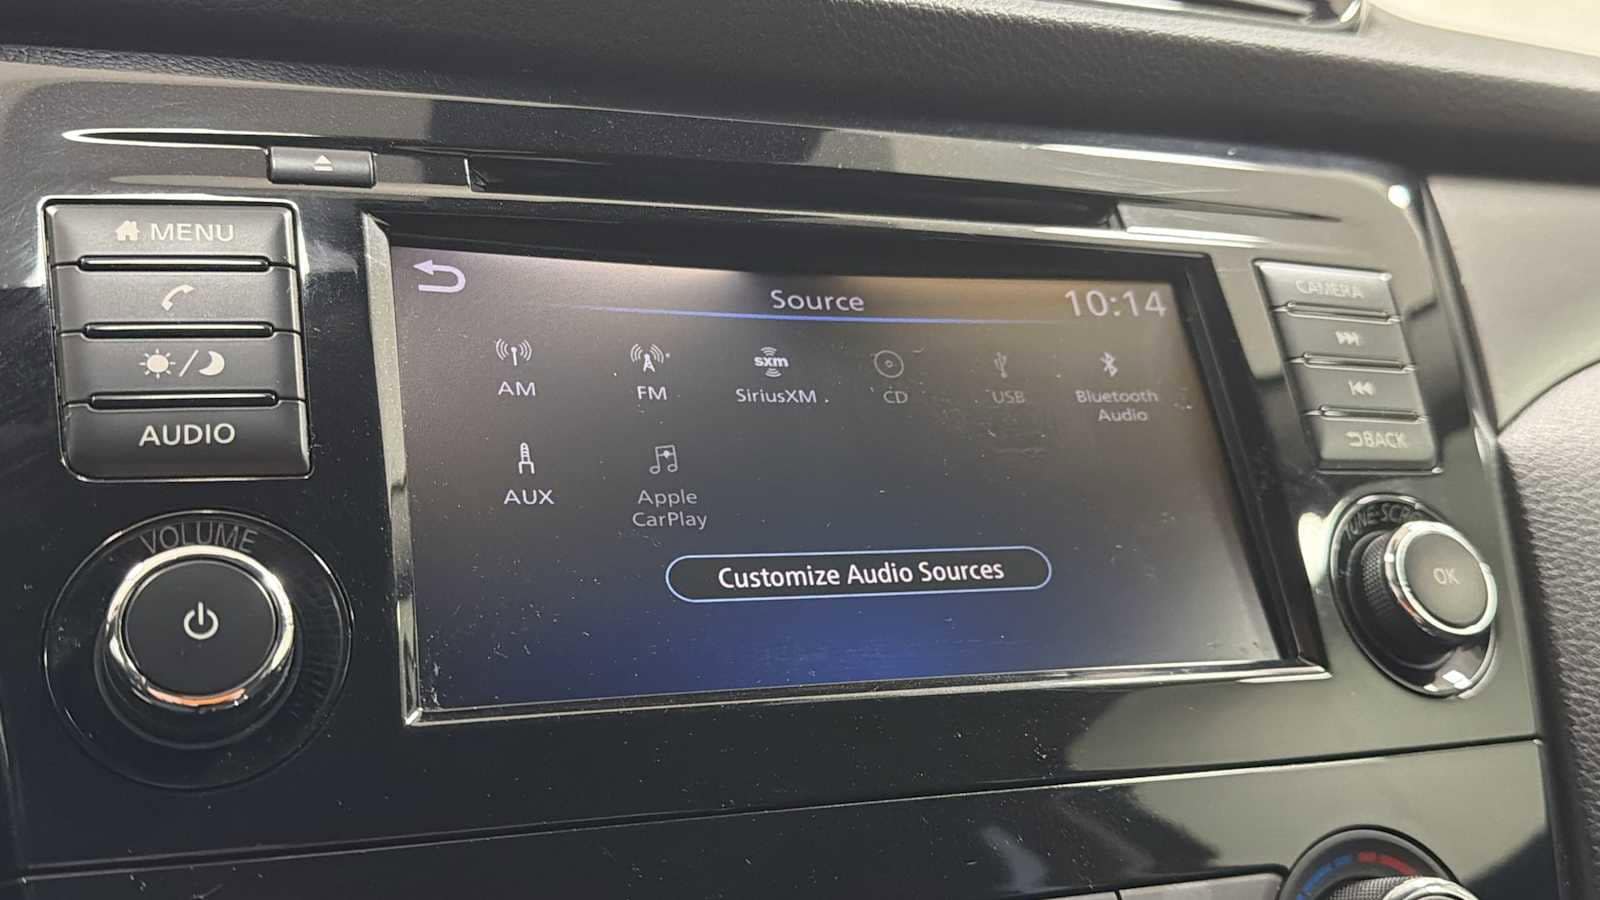 MENU
AUDIO
VOLUME
Source
10:14
AM
FM
sxm
SiriusXM
CD
USB
Bluetooth
Audio
AUX
Apple
CarPlay
Customize Audio Sources
CAMERA
BACK
OK